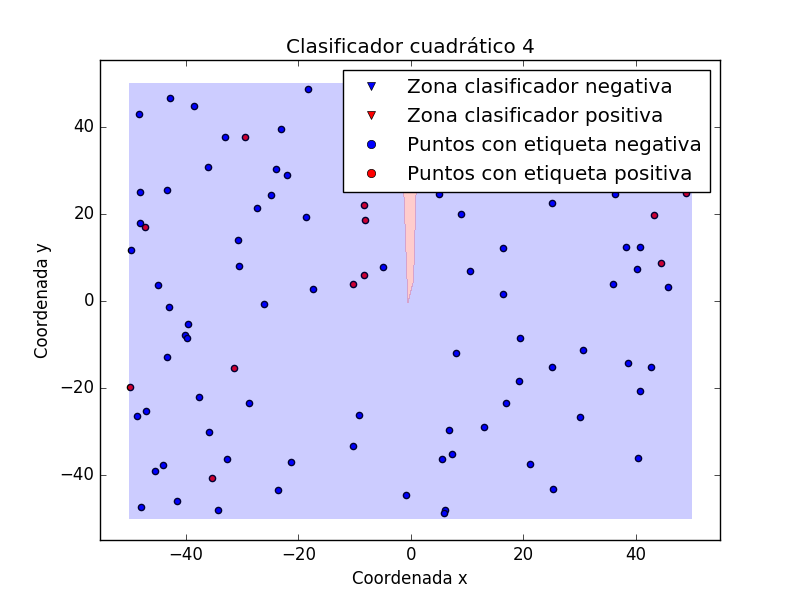 Clasificador cuadrático 4
Zona clasificador negativa
Zona clasificador positiva
Puntos con etiqueta negativa
Puntos con etiqueta positiva
40
20
0
−20
−40
Coordenada y
−40
−20
0
20
40
Coordenada x